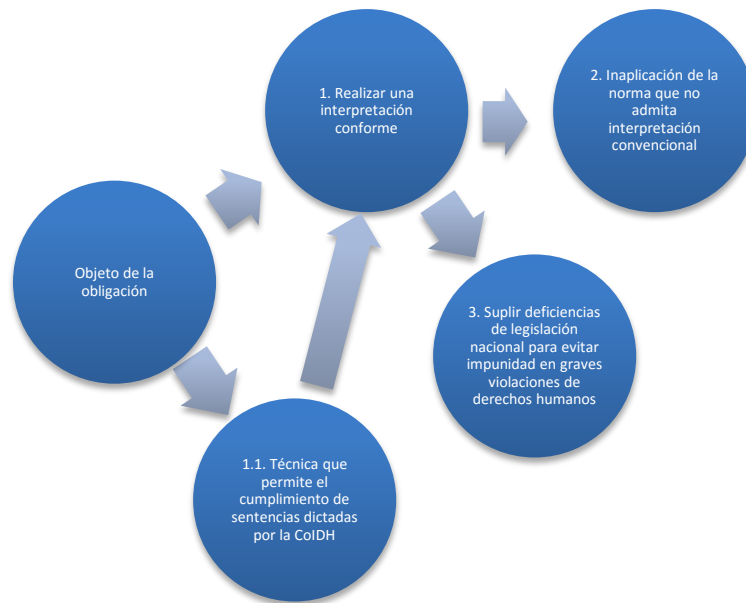 1. Realizar una
interpretación
conforme
2. Inaplicación de la
norma que no
admita
interpretación
convencional
Objeto de la
obligación
3. Suplir deficiencias
de legislación
nacional para evitar
impunidad en graves
violaciones de
derechos humanos
1.1. Técnica que
permite el
cumplimiento de
sentencias dictadas
por la CoIDH